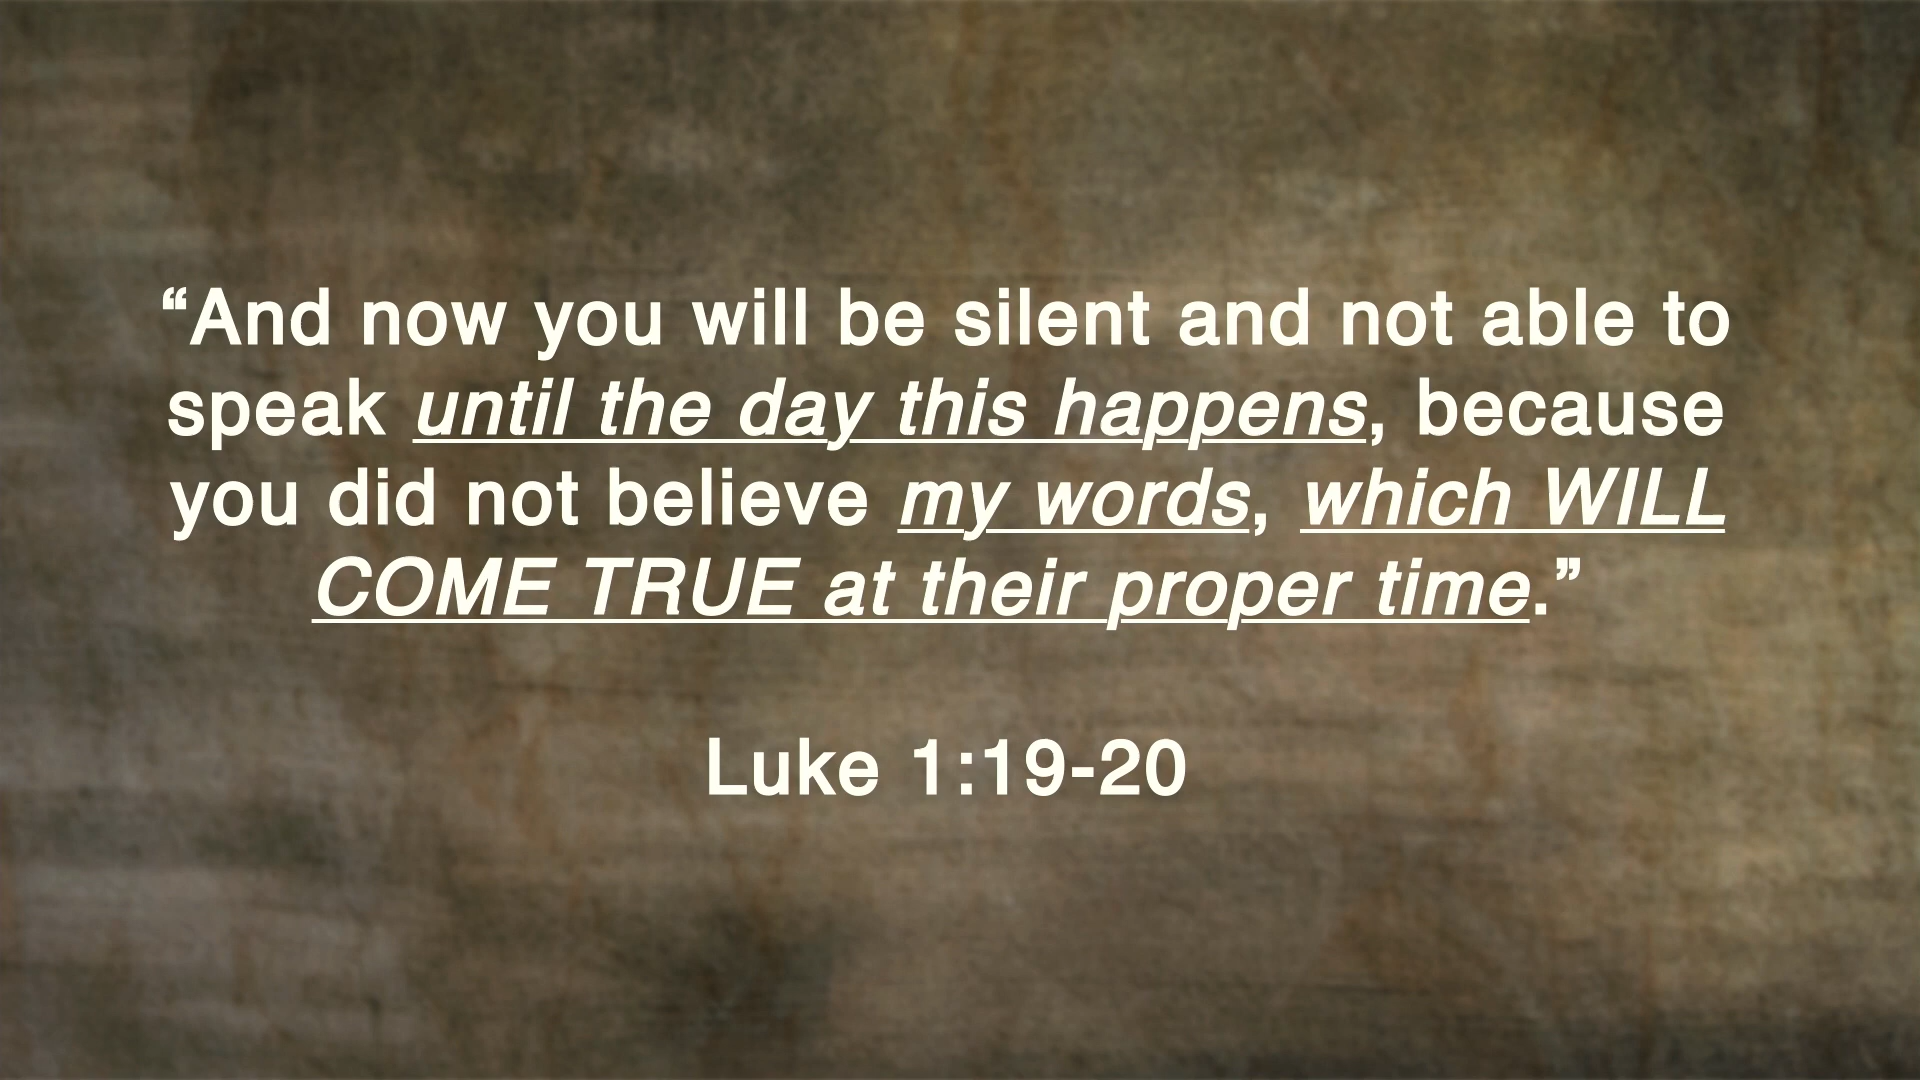 “And now you will be silent and not able to
speak until the day this happens, because
you did not believe my words, which WILL
COME TRUE at their proper time.”
Luke 1:19-20